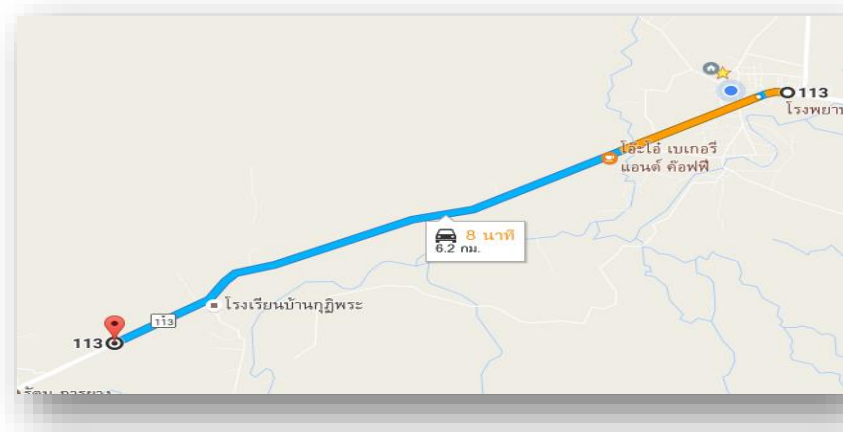 113
โรงพยาบ
โอ๊ะโอ๋ เบเกอรี
แอนด์ ค๊อฟฟี่
8 นาที
6.2 กม.
โรงเรียนบ้านกุฏิพระ
113
113